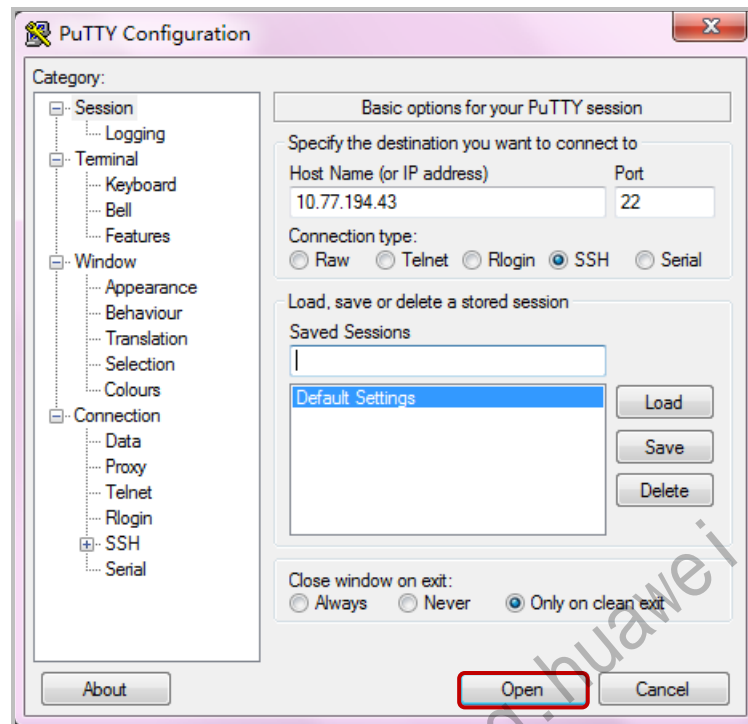 PuTTY Configuration
Category:
Session
Logging
Terminal
Keyboard
Bell
Features
Window
Appearance
Behaviour
Translation
Selection
Colours
Connection
Data
Proxy
Telnet
Rlogin
SSH
Serial
Basic options for your PuTTY session
Specify the destination you want to connect to
Host Name (or IP address) Port
10.77.194.43 22
Connection type:
Raw Telnet Rlogin SSH Serial
Load, save or delete a stored session
Saved Sessions
Default Settings
Load
Save
Delete
Close window on exit:
Always Never Only on clean exit
About Open Cancel
.huawei